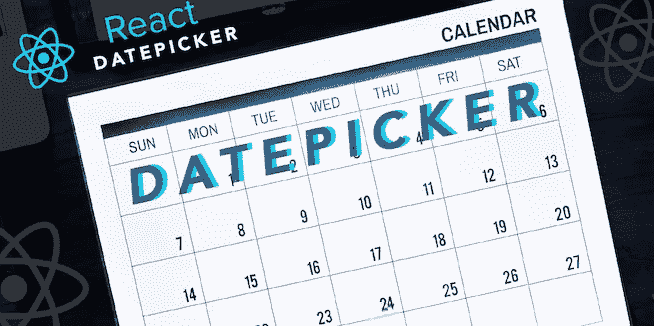 React
DATEPICKER
CALENDAR
SUN MON TUE WED THU FRI SAT
DATEPICKER
1 2 3 4 5 6
7 8 9 10 11 12 13
14 15 16 17 18 19 20
23 24 25 26 27